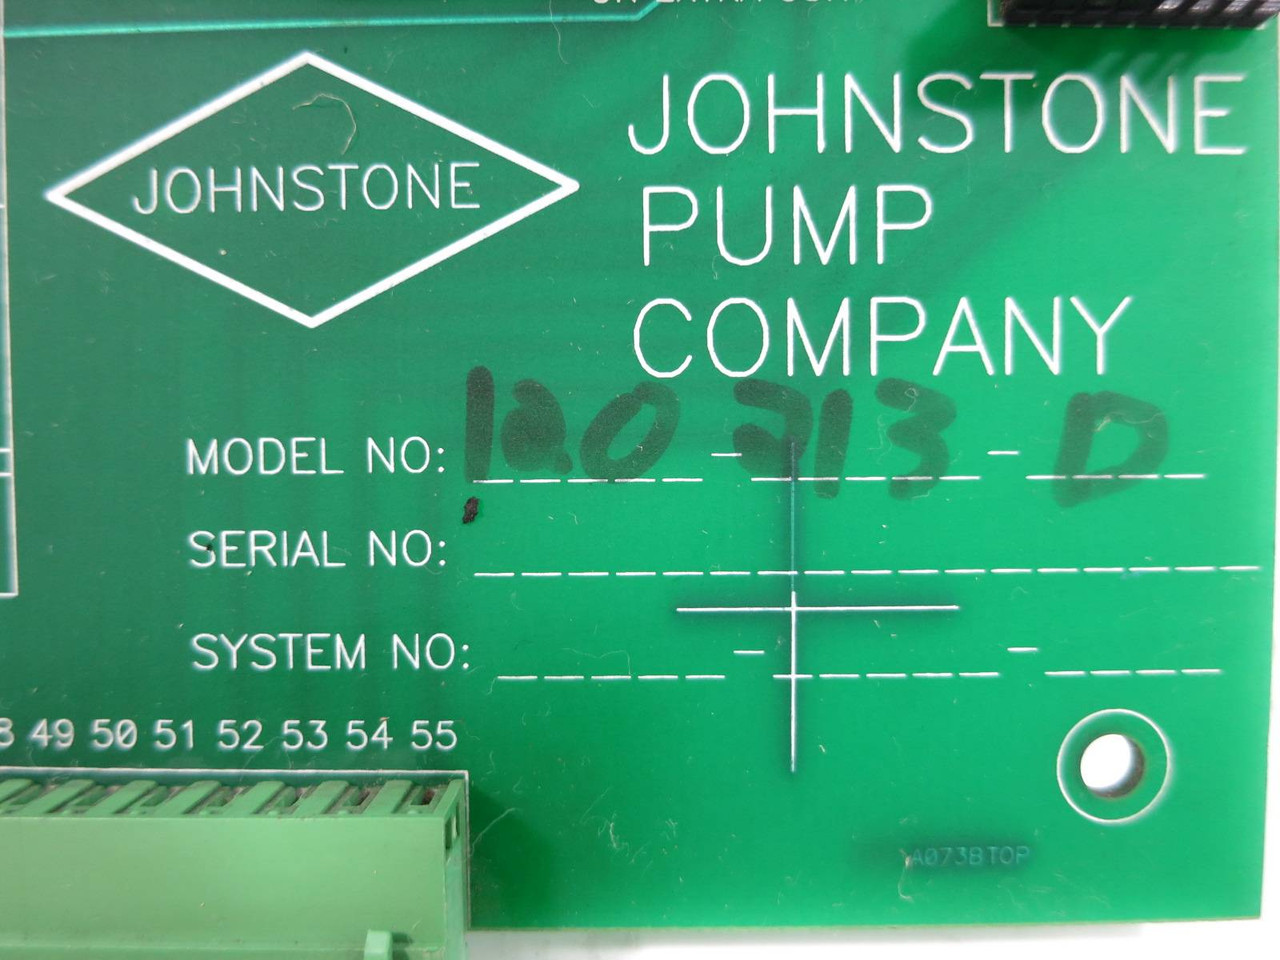 JOHNSTONE
JOHNSTONE
PUMP
COMPANY
MODEL NO: 120 - 213 - D
SERIAL NO:
SYSTEM NO: - -
49 50 51 52 53 54 55
A073BTOP